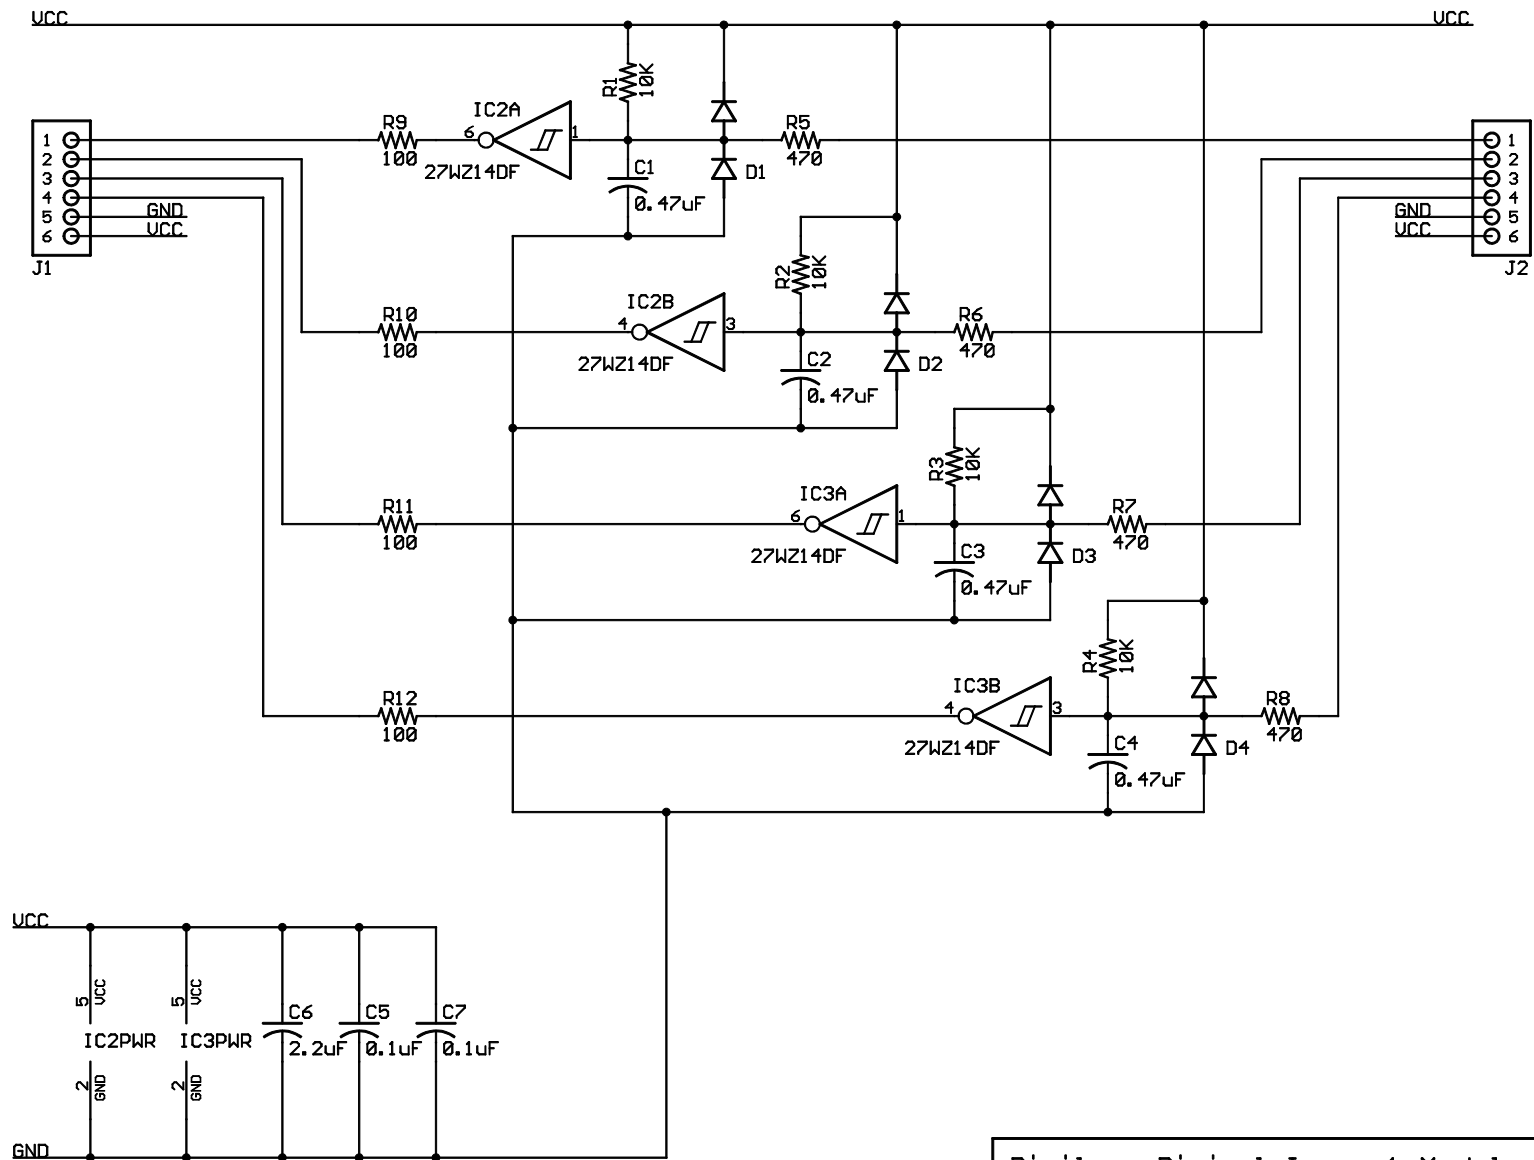 VCC
VCC
R1
10K
IC2A
6
1
27WZ14DF
R9
100
R5
470
D1
C1
0.47uF
1
2
3
4
5
6
GND
VCC
J1
1
2
3
4
5
6
GND
VCC
J2
R2
10K
IC2B
4
3
27WZ14DF
R10
100
R6
470
D2
C2
0.47uF
R3
10K
IC3A
6
1
27WZ14DF
R11
100
R7
470
D3
C3
0.47uF
R4
10K
IC3B
4
3
27WZ14DF
R12
100
R8
470
D4
C4
0.47uF
VCC
5
VCC
IC2PWR
2
GND
5
VCC
IC3PWR
2
GND
C6
2.2uF
C5
0.1uF
C7
0.1uF
GND